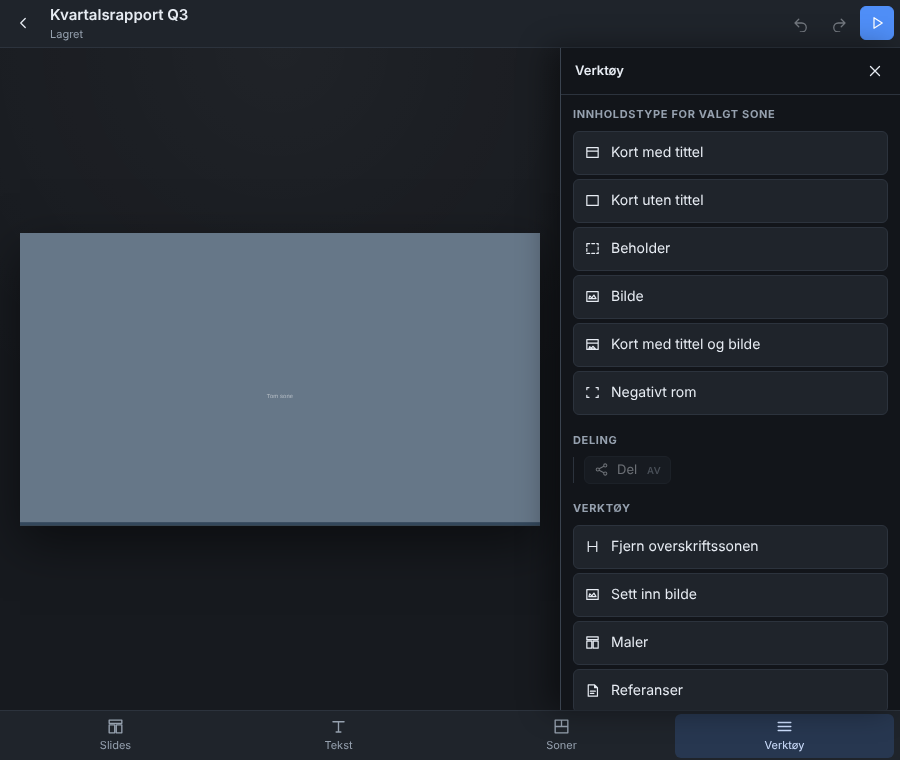 Kvartalsrapport Q3
Lagret
Verktøy
INNHOLDSTYPE FOR VALGT SONE
Kort med tittel
Kort uten tittel
Beholder
Bilde
Kort med tittel og bilde
Negativt rom
DELING
Del AV
VERKTØY
Fjern overskriftssonen
Sett inn bilde
Maler
Referanser
Tom sone
Slides
Tekst
Soner
Verktøy